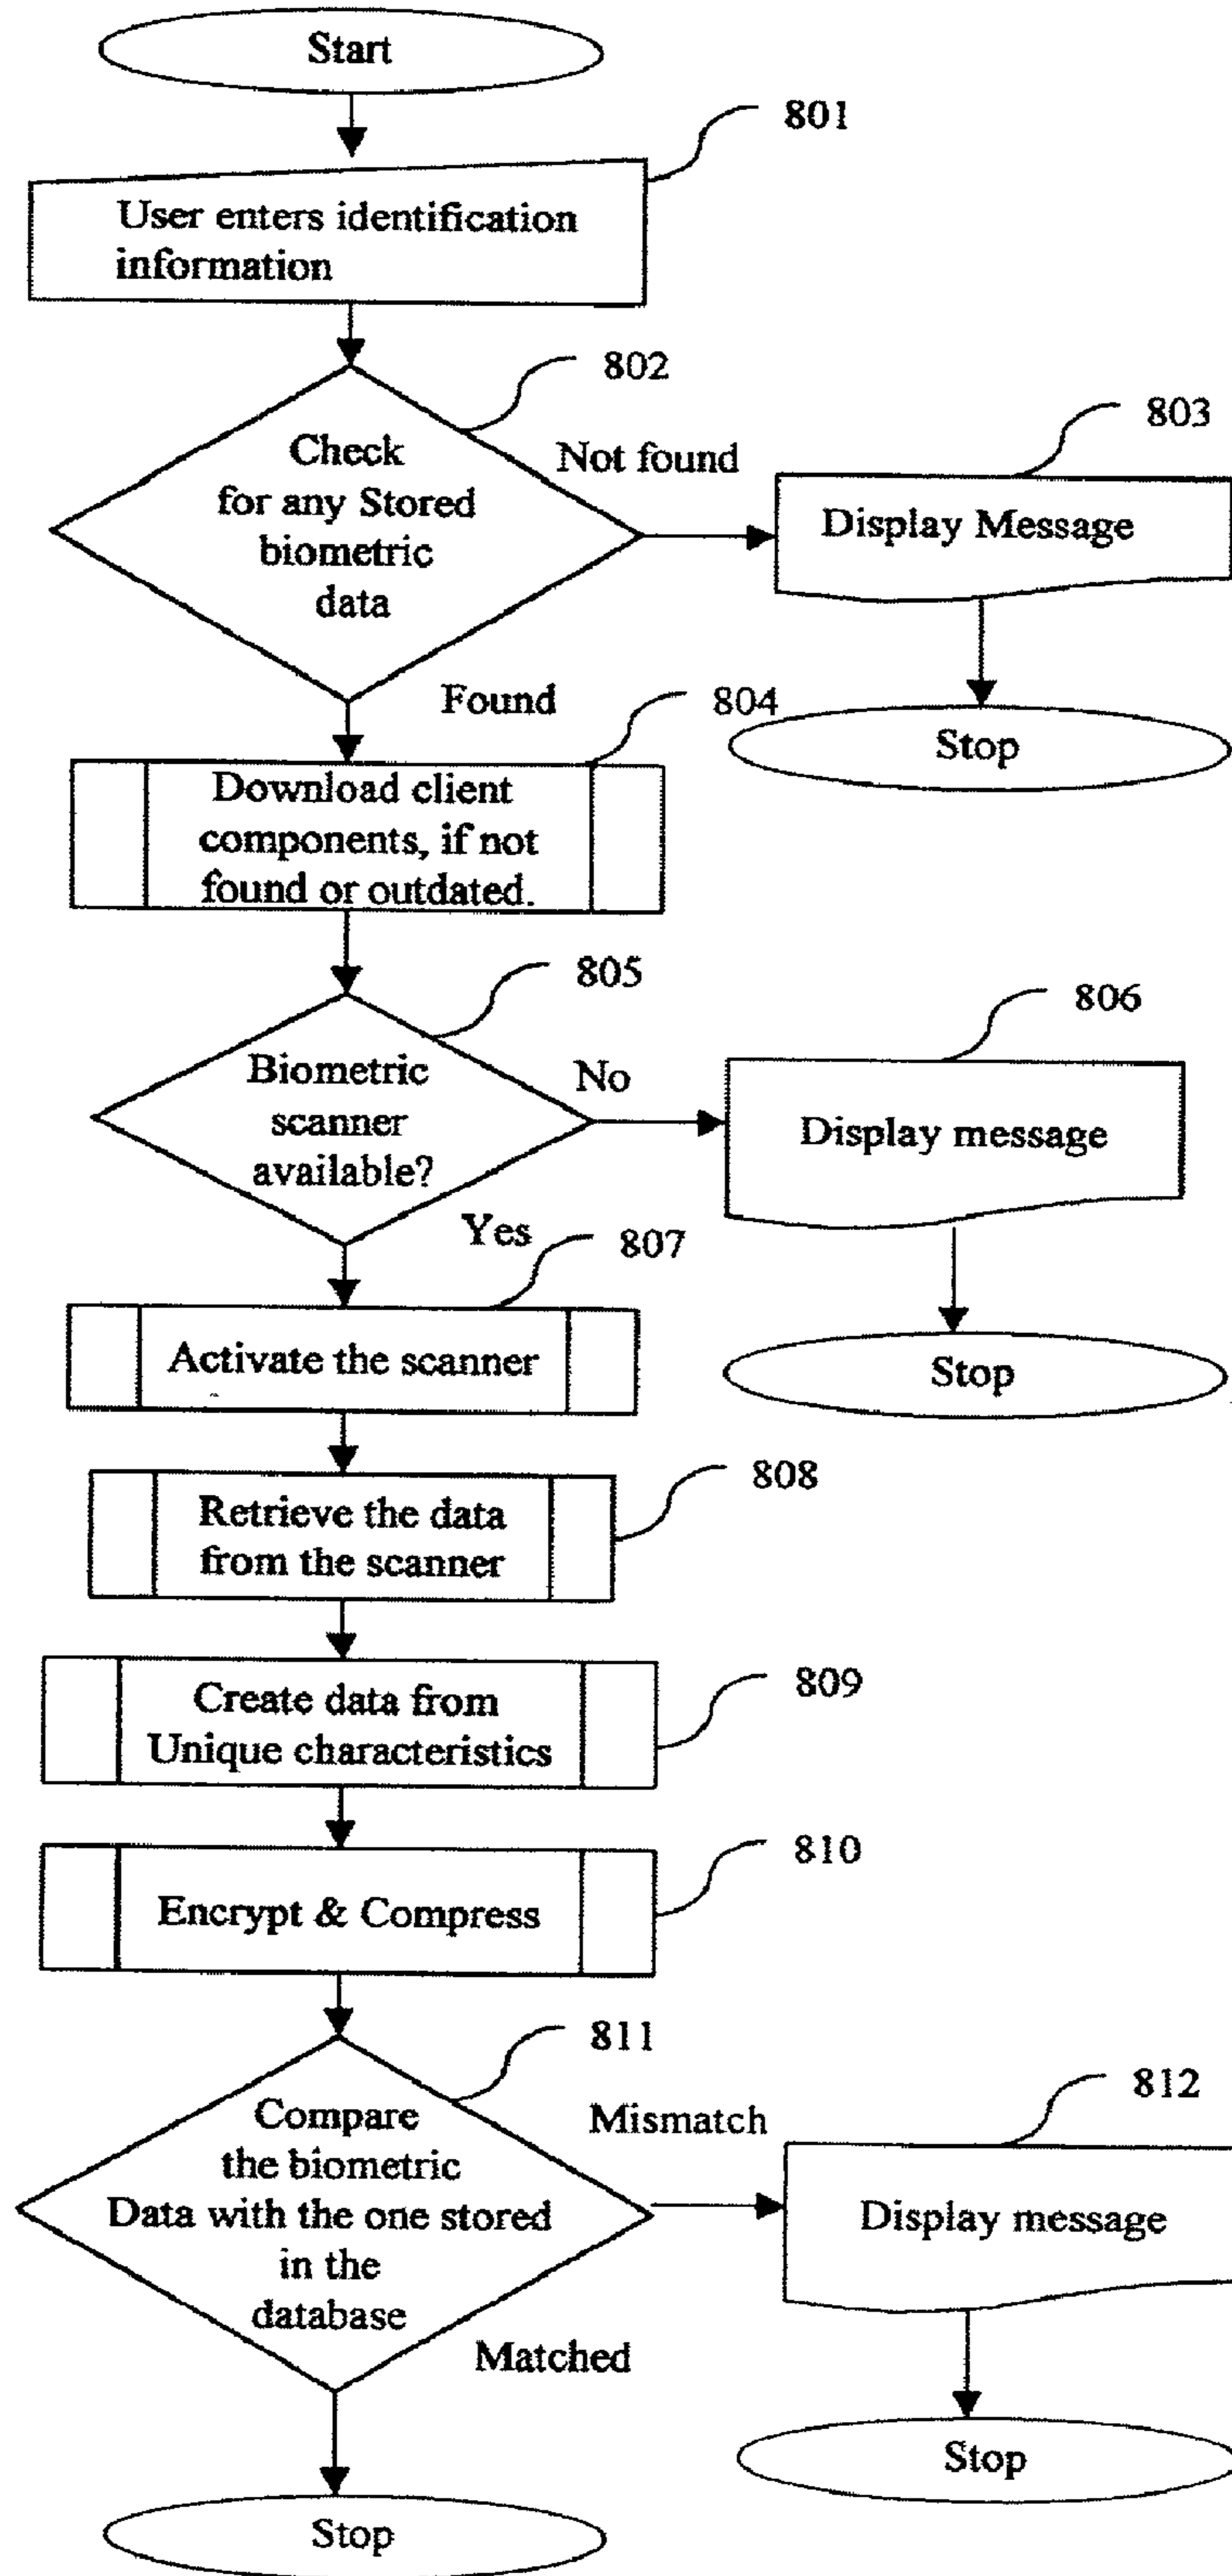 Start
801
User enters identification
information
802
Check
for any Stored
biometric
data
Not found
803
Display Message
Stop
Found
804
Download client
components, if not
found or outdated.
805
Biometric
scanner
available?
No
806
Display message
Stop
Yes
807
Activate the scanner
808
Retrieve the data
from the scanner
809
Create data from
Unique characteristics
810
Encrypt & Compress
811
Compare
the biometric
Data with the one stored
in the
database
Mismatch
812
Display message
Stop
Matched
Stop